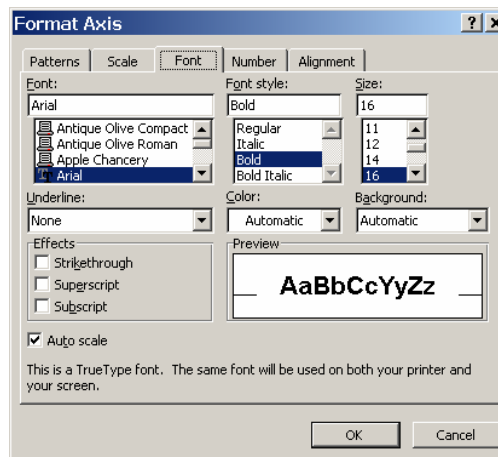 Format Axis
Patterns Scale Font Number Alignment
Font: Font style: Size:
Arial Bold 16
Antique Olive Compact Regular 11
Antique Olive Roman Italic 12
Apple Chancery Bold 14
Arial Bold Italic 16
Underline: Color: Background:
None Automatic Automatic
Effects Preview
Strikethrough
Superscript AaBbCcYyZz
Subscript
Auto scale
This is a TrueType font. The same font will be used on both your printer and
your screen.
OK Cancel